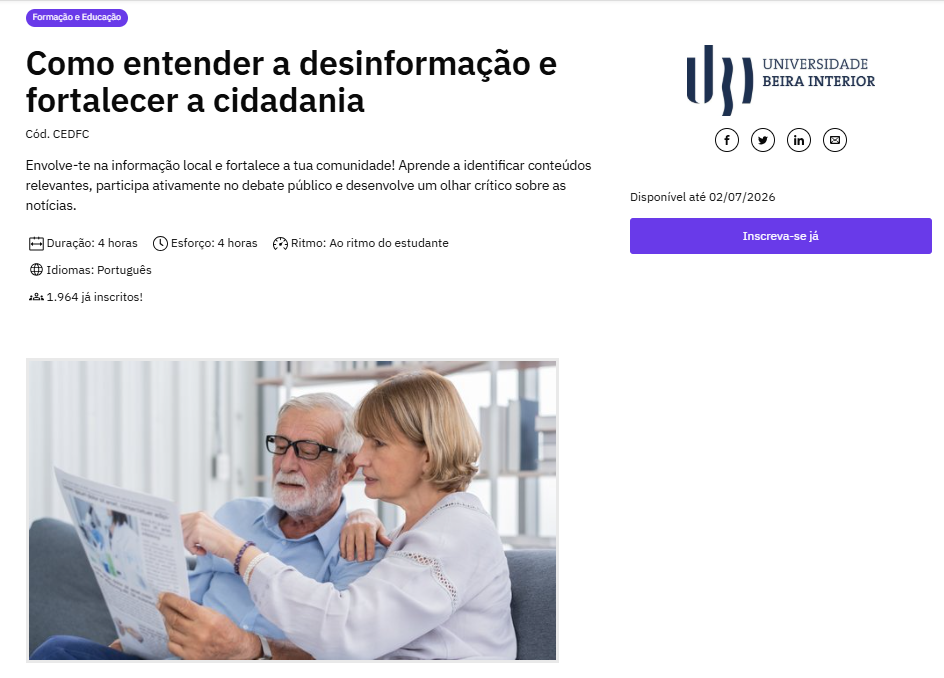 Formação e Educação
Como entender a desinformação e
fortalecer a cidadania
Cód. CEDFC
Envolve-te na informação local e fortalece a tua comunidade! Aprende a identificar conteúdos
relevantes, participa ativamente no debate público e desenvolve um olhar crítico sobre as
notícias.
Duração: 4 horas
Esforço: 4 horas
Ritmo: Ao ritmo do estudante
Idiomas: Português
1.964 já inscritos!
UNIVERSIDADE
BEIRA INTERIOR
Disponível até 02/07/2026
Inscreva-se já